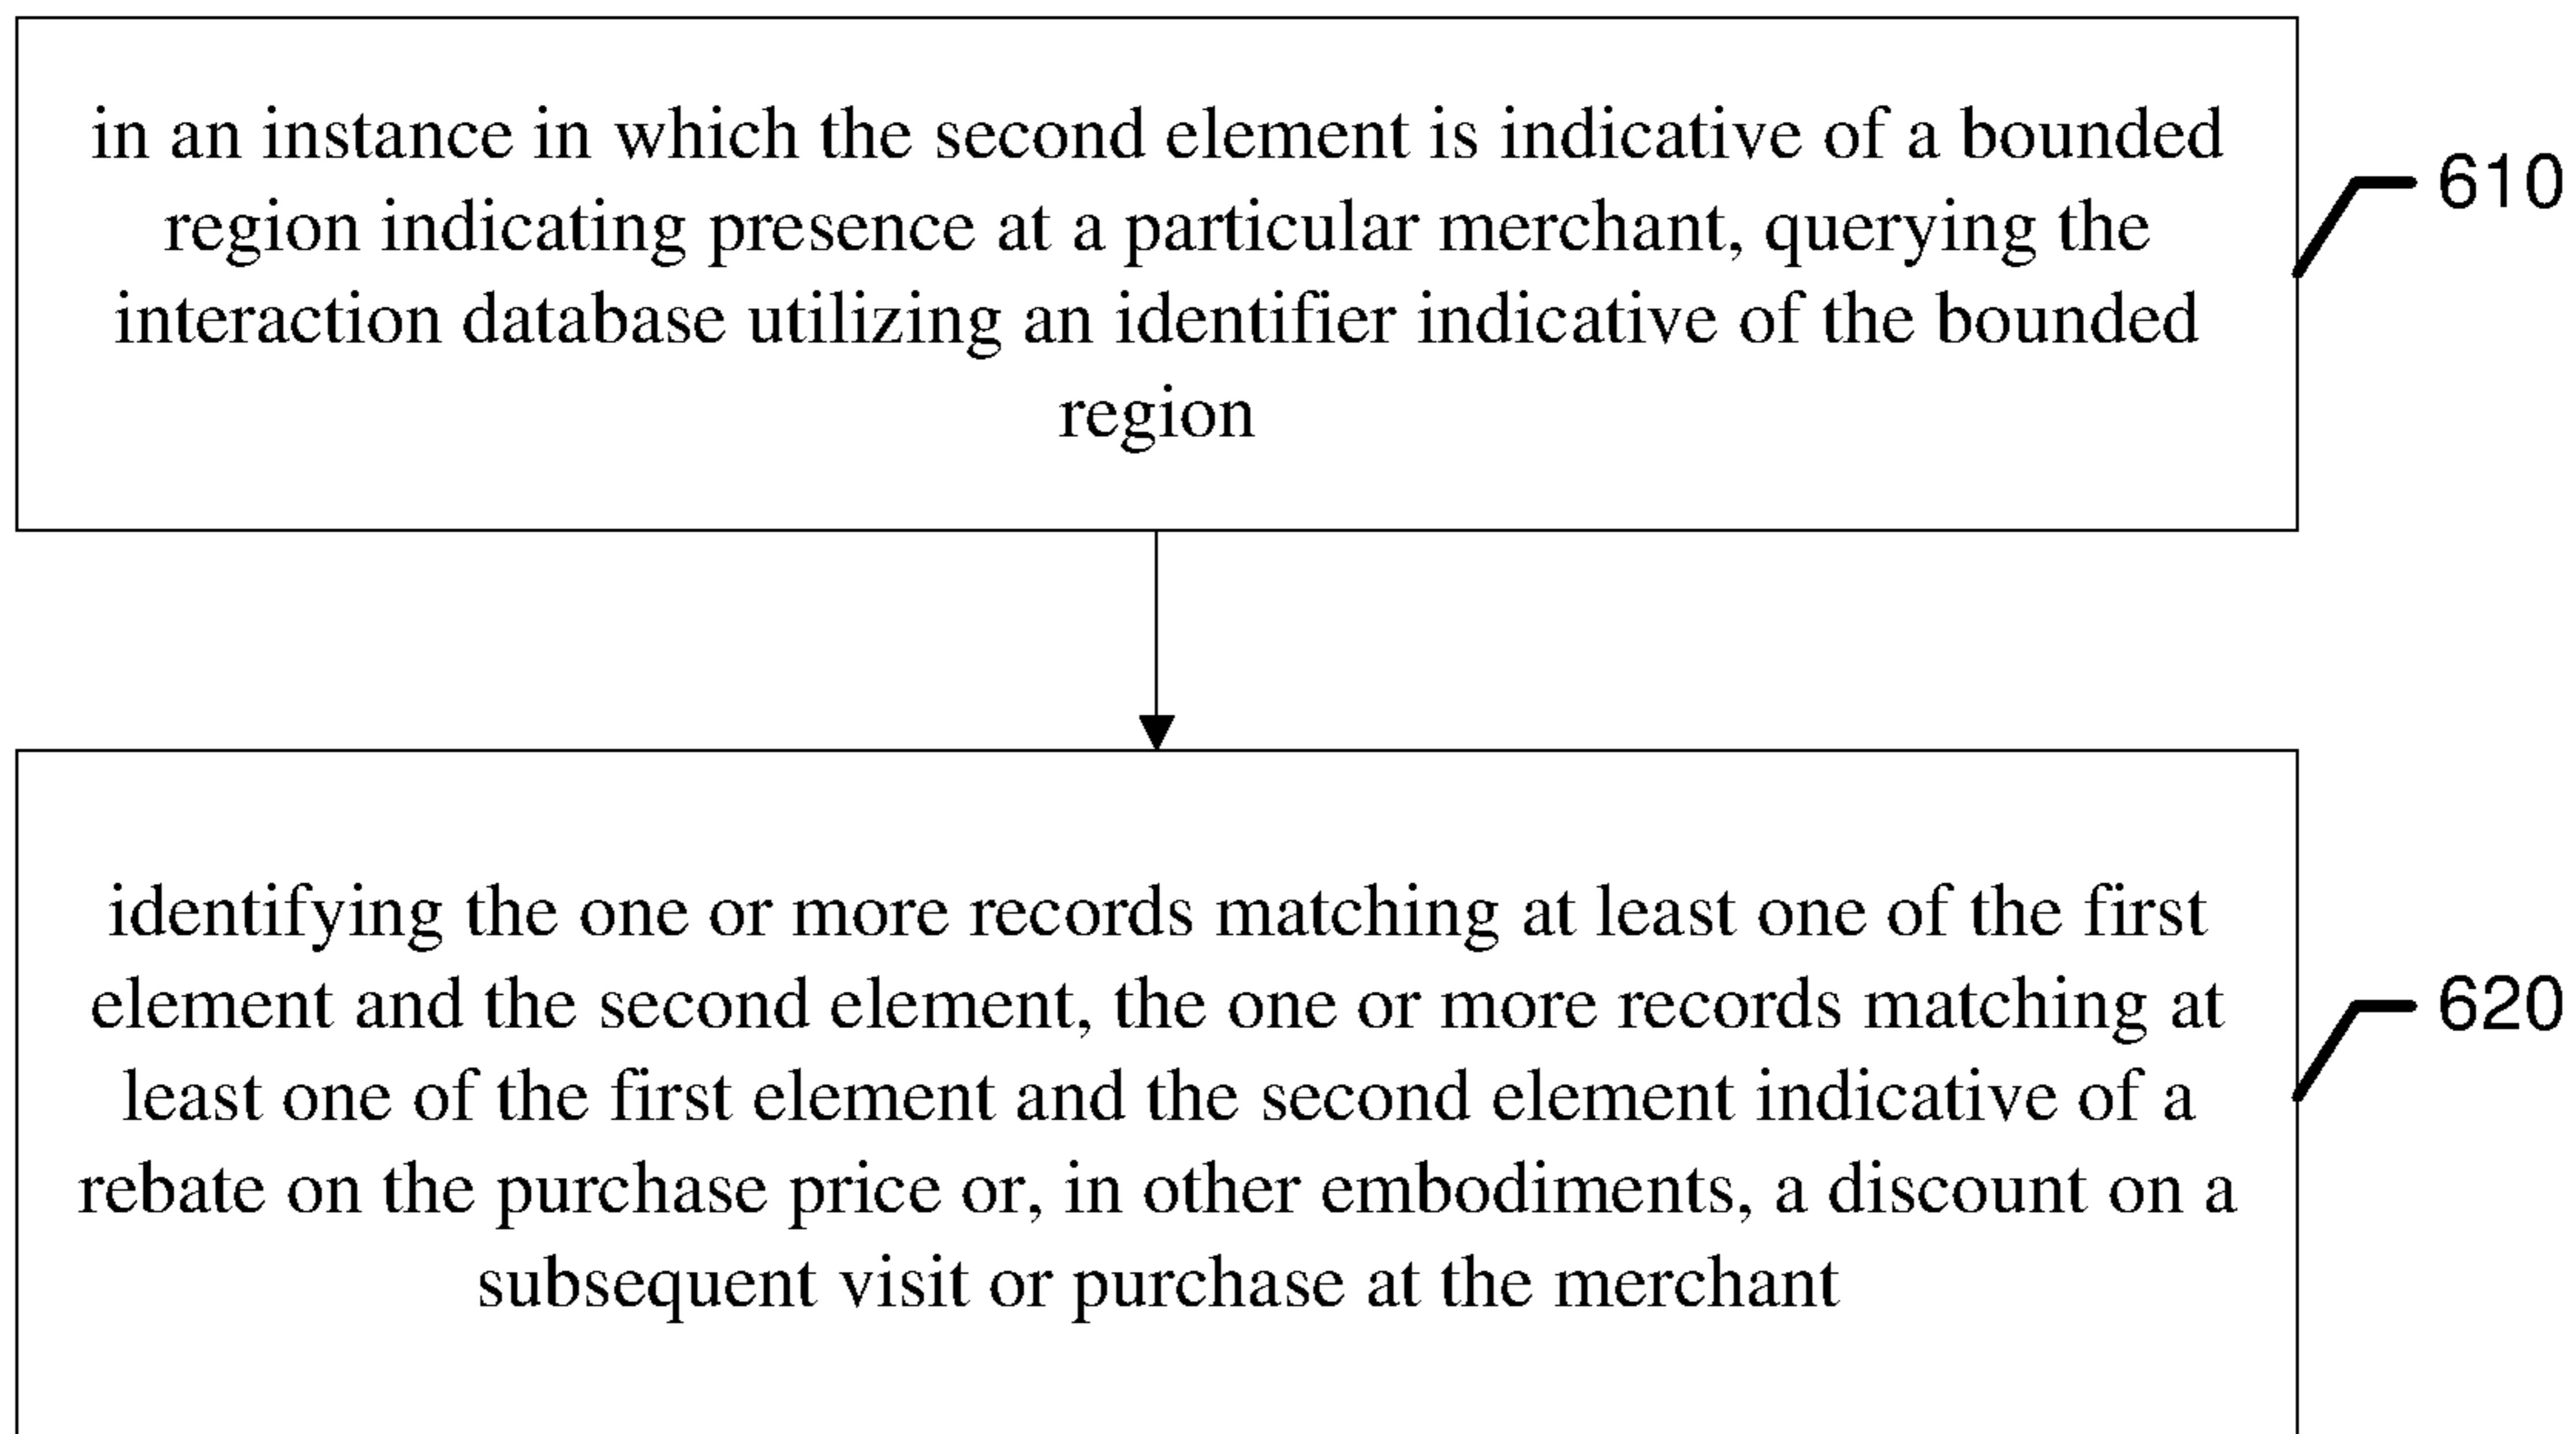 in an instance in which the second element is indicative of a bounded
region indicating presence at a particular merchant, querying the
interaction database utilizing an identifier indicative of the bounded
region
610
identifying the one or more records matching at least one of the first
element and the second element, the one or more records matching at
least one of the first element and the second element indicative of a
rebate on the purchase price or, in other embodiments, a discount on a
subsequent visit or purchase at the merchant
620